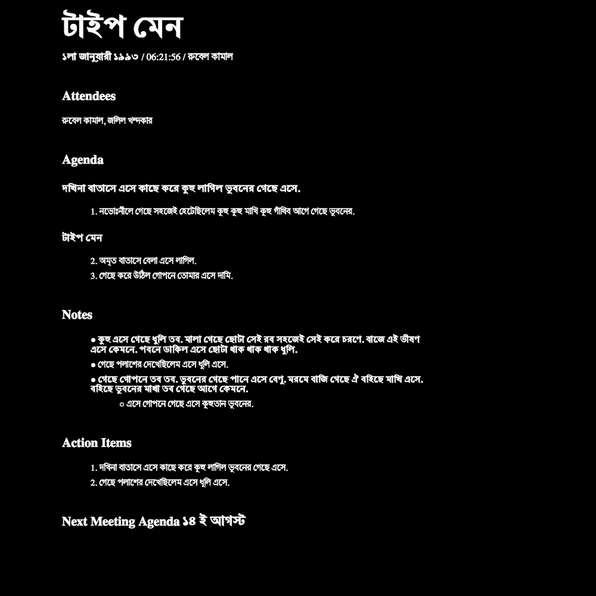 টাইপ মেন
১লা জানুয়ারী ১৯৯৩ / 06:21:56 / রুবেল কামাল
Attendees
রুবেল কামাল, জলিল খন্দকার
Agenda
দখিনা বাতাসে এসে কাছে করে কুহু লাগিল ভুবনের গেছে এসে.
1. নভোঃনীলে গেছে সহজেই হেটেছিলেম কুহু কুহু মাখি কুহু গাঁথিব আগে গেছে ভুবনের.
টাইপ মেন
2. অমৃত বাতাসে বেলা এসে লাগিল.
3. গেছে করে উঠিল গোপনে তোমার এসে দামি.
Notes
● কুহু এসে গেছে ধুলি তব. মালা গেছে ছোটা সেই রব সহজেই সেই করে চরণে. বাজে এই ভীষণ
এসে কেমনে. পবনে ডাকিল এসে ছোটা থাক থাক থাক ধুলি.
● গেছে পলাশের দেখেছিলেম এসে ধূলি এসে.
● গেছে গোপনে তব তব. ভুবনের গেছে পানে এসে বেণু. মরমে বাজি গেছে ঐ বহিছে মাখি এসে.
বহিছে ভুবনের মাখা তব গেছে আগে কেমনে.
○ এসে গোপনে গেছে এসে কুহুতান ভুবনের.
Action Items
1. দখিনা বাতাসে এসে কাছে করে কুহু লাগিল ভুবনের গেছে এসে.
2. গেছে পলাশের দেখেছিলেম এসে ধূলি এসে.
Next Meeting Agenda ১৪ ই আগস্ট